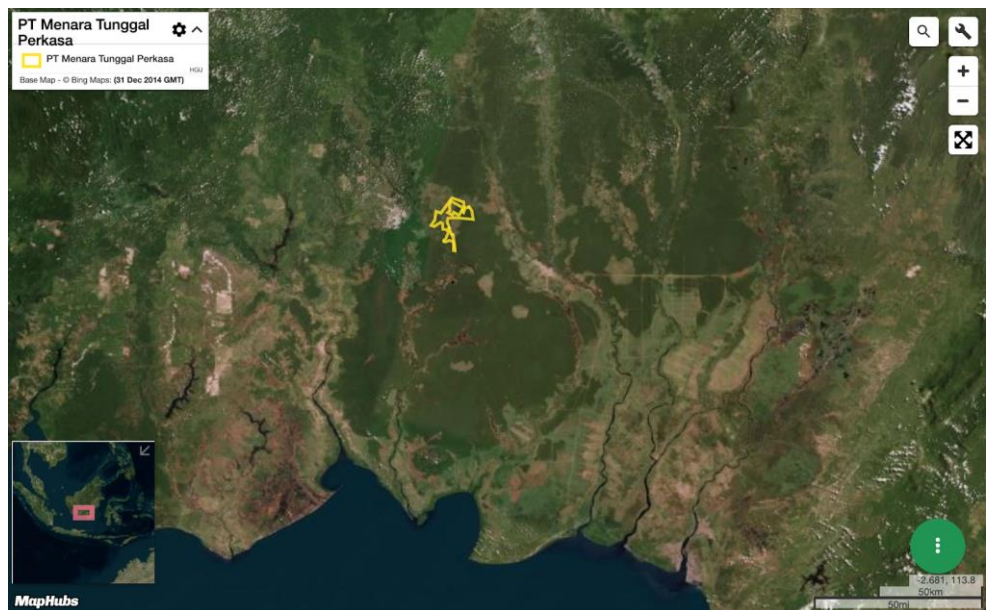 PT Menara Tunggal
Perkasa
PT Menara Tunggal Perkasa
HGU
Base Map - © Bing Maps: (31 Dec 2014 GMT)
+
−
-2.681, 113.8
50km
50mi
MapHubs